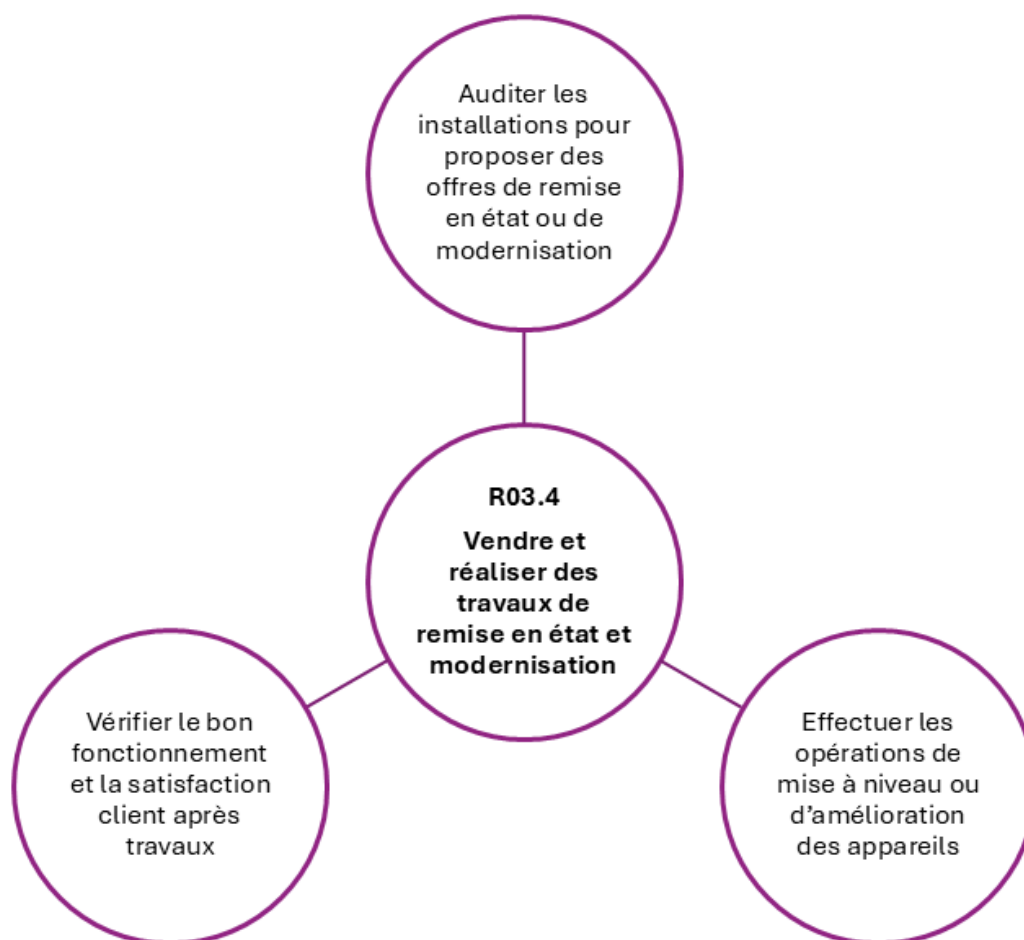 Auditer les
installations pour
proposer des
offres de remise
en état ou de
modernisation
R03.4
Vendre et
réaliser des
travaux de
remise en état et
modernisation
Vérifier le bon
fonctionnement
et la satisfaction
client après
travaux
Effectuer les
opérations de
mise à niveau ou
d’amélioration
des appareils